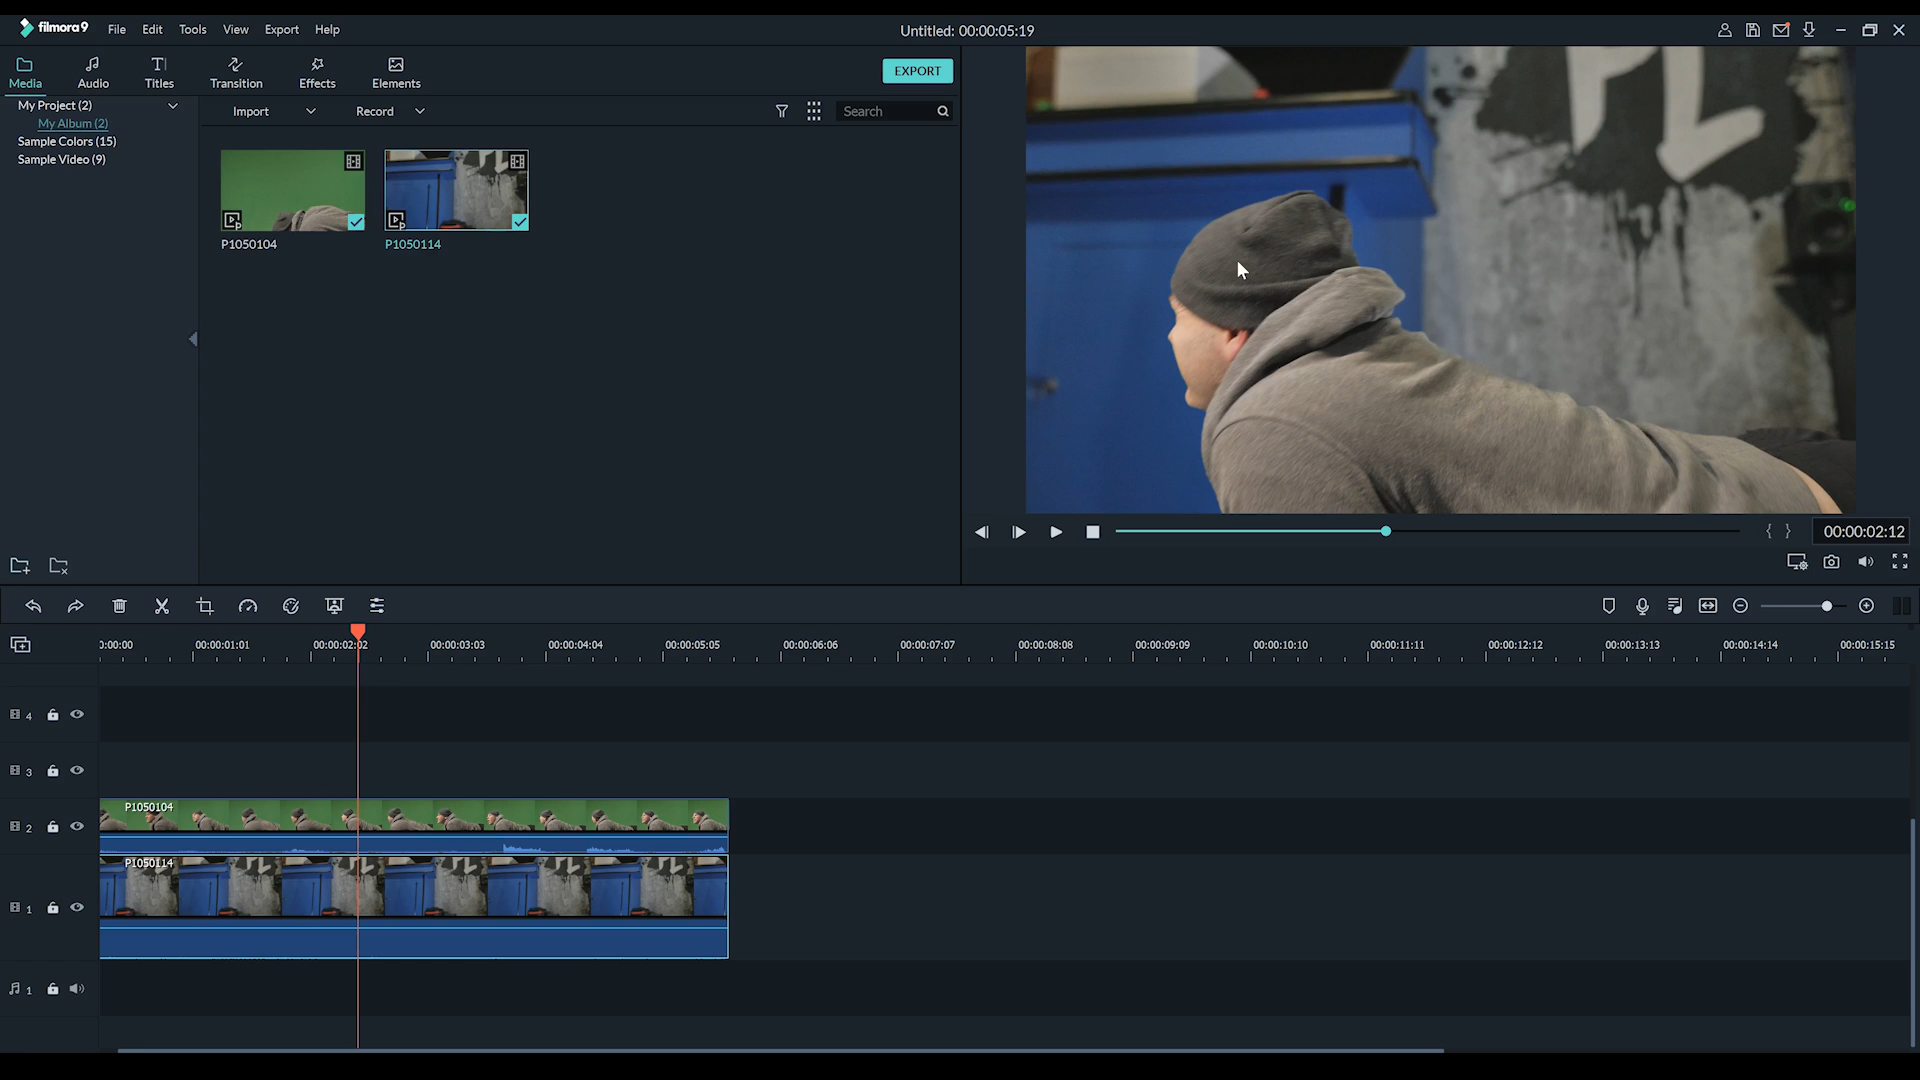 filmora9 File Edit Tools View Export Help Untitled: 00:00:05:19
Media Audio Titles Transition Effects Elements EXPORT
My Project (2)
My Album (2)
Sample Colors (15)
Sample Video (9)
Import Record Search
P1050104 P1050114
00:00:02:12
00:00:01:01 00:00:02:02 00:00:03:03 00:00:04:04 00:00:05:05 00:00:06:06 00:00:07:07 00:00:08:08 00:00:09:09 00:00:10:10 00:00:11:11 00:00:12:12 00:00:13:13 00:00:14:14 00:00:15:15
4
3
2 P1050104
1 P1050114
1